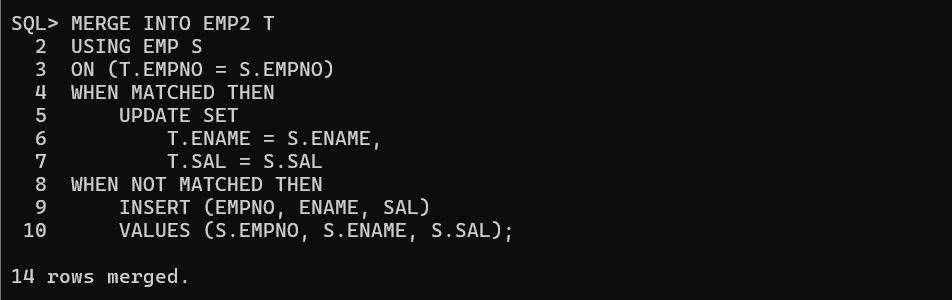 SQL> MERGE INTO EMP2 T
  2  USING EMP S
  3  ON (T.EMPNO = S.EMPNO)
  4  WHEN MATCHED THEN
  5      UPDATE SET
  6          T.ENAME = S.ENAME,
  7          T.SAL = S.SAL
  8  WHEN NOT MATCHED THEN
  9      INSERT (EMPNO, ENAME, SAL)
 10      VALUES (S.EMPNO, S.ENAME, S.SAL);

14 rows merged.